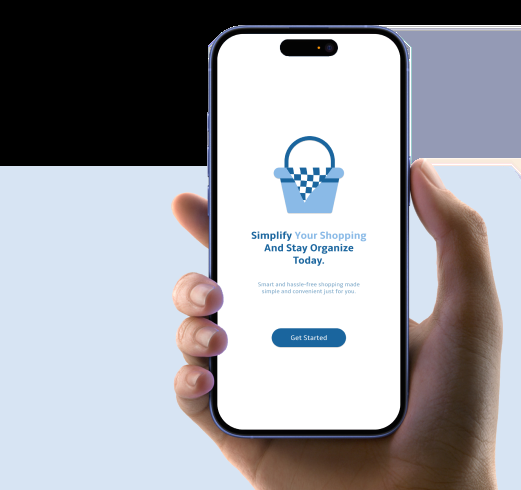 Simplify Your Shopping
And Stay Organize
Today.
Smart and hassle-free shopping made
simple and convenient just for you.
Get Started